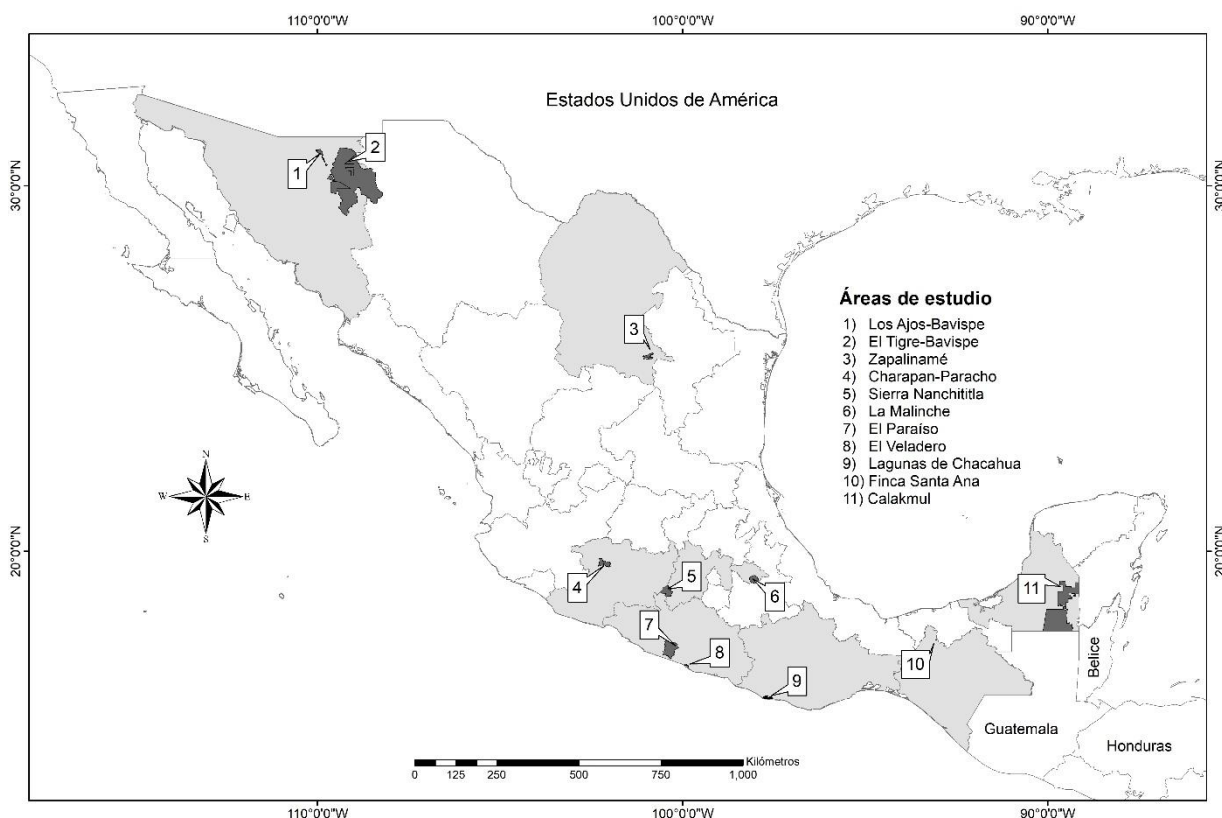 110°0'0"W 100°0'0"W 90°0'0"W
Estados Unidos de América
1
2
30°0'0"N
30°0'0"N
3
Áreas de estudio
1) Los Ajos-Bavispe
2) El Tigre-Bavispe
3) Zapalinamé
4) Charapan-Paracho
5) Sierra Nanchititla
6) La Malinche
7) El Paraíso
8) El Veladero
9) Lagunas de Chacahua
10) Finca Santa Ana
11) Calakmul
N
W E
S
20°0'0"N
20°0'0"N
4
5
6
11
7
8
9
10
Belice
Guatemala
Honduras
Kilómetros
0 125 250 500 750 1,000
110°0'0"W 100°0'0"W 90°0'0"W